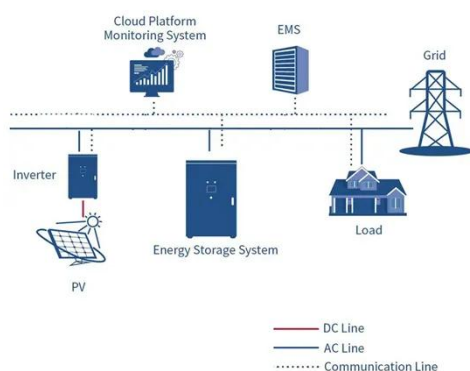 Cloud Platform
Monitoring System
EMS
Grid
Inverter
Energy Storage System
Load
PV
DC Line
AC Line
Communication Line